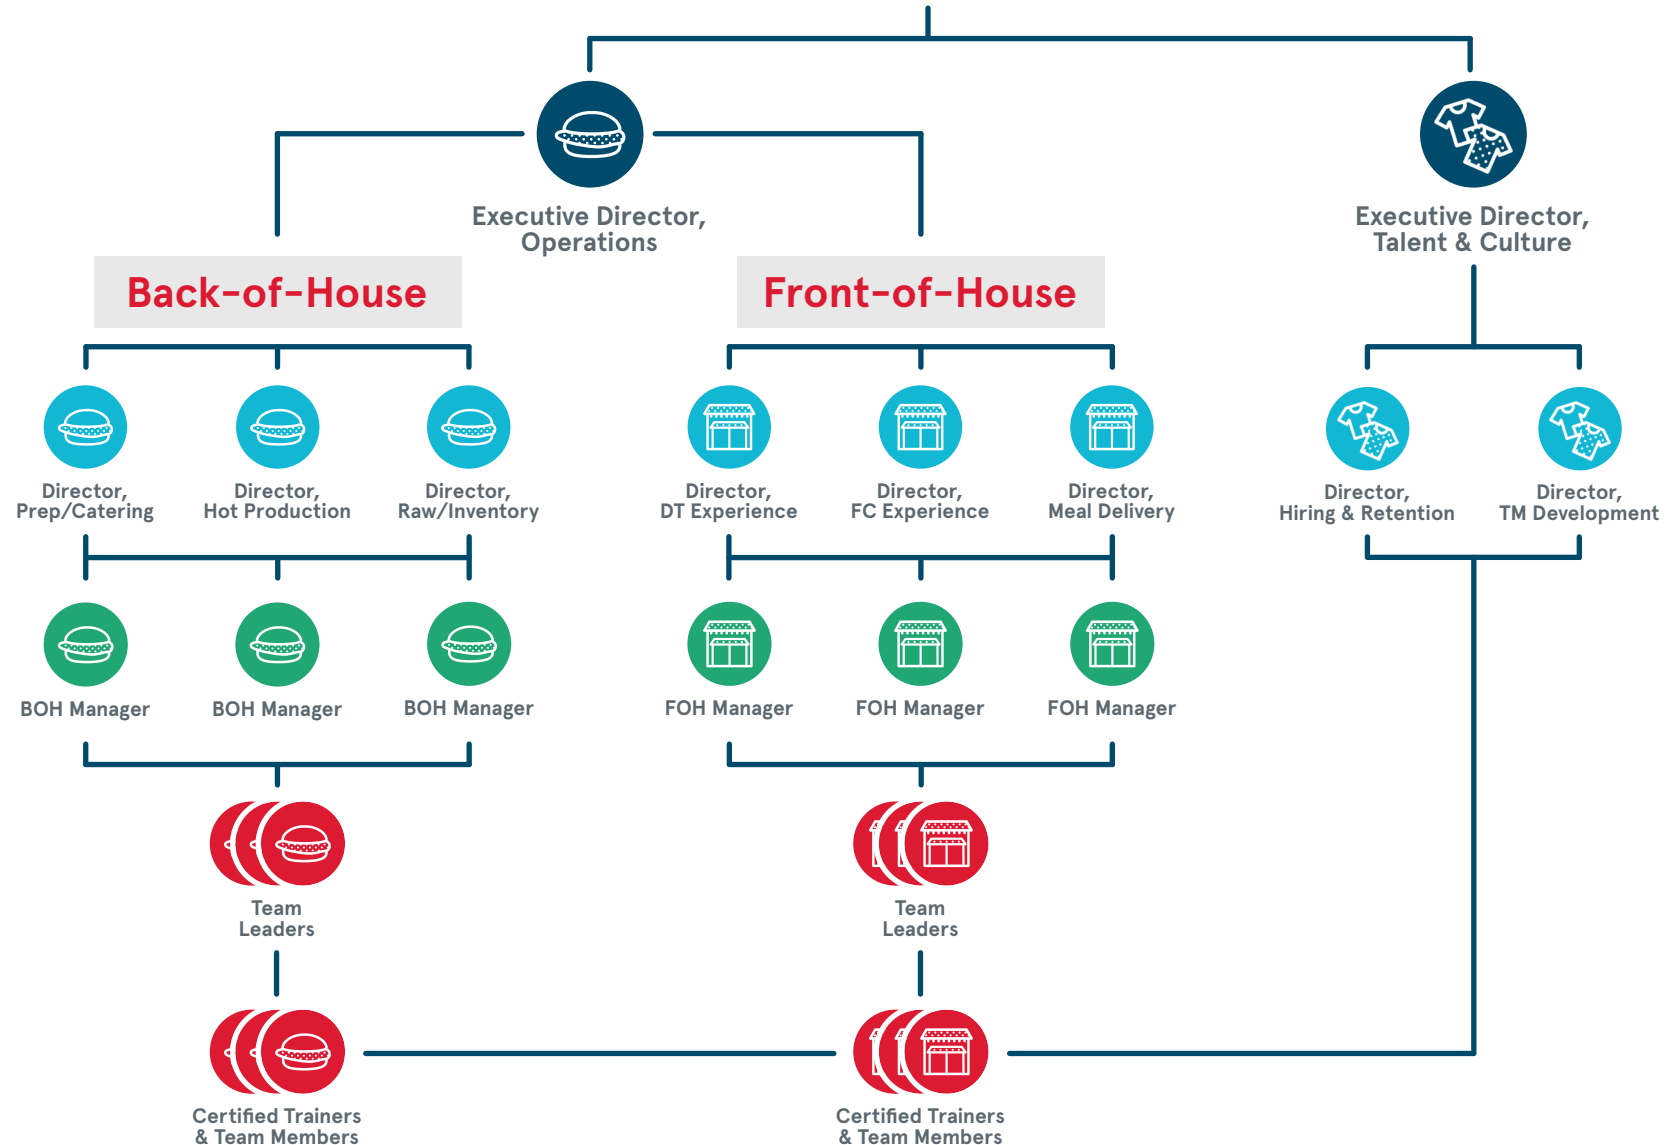 Executive Director,
Operations
Executive Director,
Talent & Culture
Back-of-House
Front-of-House
Director,
Prep/Catering
Director,
Hot Production
Director,
Raw/Inventory
Director,
DT Experience
Director,
FC Experience
Director,
Meal Delivery
Director,
Hiring & Retention
Director,
TM Development
BOH Manager
BOH Manager
BOH Manager
FOH Manager
FOH Manager
FOH Manager
Team
Leaders
Team
Leaders
Certified Trainers
& Team Members
Certified Trainers
& Team Members